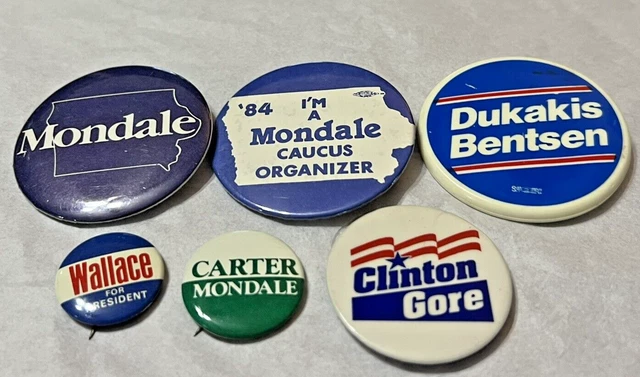 Mondale
'84 I'M
A
Mondale
CAUCUS
ORGANIZER
Dukakis
Bentsen
Wallace
FOR
PRESIDENT
CARTER
MONDALE
Clinton
Gore